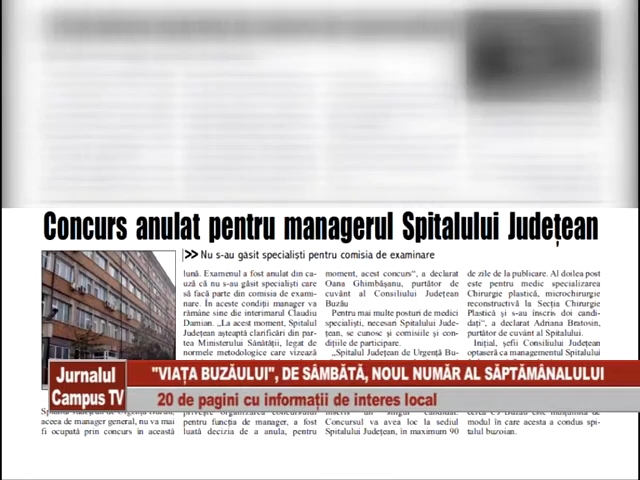 Concurs anulat pentru managerul Spitalului Județean
>> Nu s-au găsit specialiști pentru comisia de examinare
lună. Examenul a fost anulat din ca-
uză că nu s-au găsit specialiști care
să facă parte din comisia de exami-
nare. În aceste condiții manager va
rămâne sine die interimarul Claudiu
Damian. „La acest moment, Spitalul
Județean așteaptă clarificări din par-
tea Ministerului Sănătății, legat de
normele metodologice care vizează
privește organizarea concursului
pentru funcția de manager, a fost
luată decizia de a anula, pentru
moment, acest concurs”, a declarat
Oana Ghimbășanu, purtător de
cuvânt al Consiliului Județean
Buzău
Pentru mai multe posturi de medici
specialiști, necesari Spitalului Jude-
țean, se cunosc și comisiile și con-
dițiile de participare.
„Spitalul Județean de Urgență Bu-
înscris un singur candidat.
Concursul va avea loc la sediul
Spitalului Județean, în maximum 90
de zile de la publicare. Al doilea post
este pentru medic specializarea
Chirurgie plastică, microchirurgie
reconstructivă la Secția Chirurgie
Plastică și s-au înscris doi candi-
dați”, a declarat Adriana Bratosin,
purtător de cuvânt al Spitalului.
Inițial, șefii Consiliului Județean
optaseră ca managementul Spitalului
modul în care acesta a condus spi-
talul buzoian.
aceea de manager general, nu va mai
fi ocupată prin concurs în această
Jurnalul
Campus TV
"VIAȚA BUZĂULUI", DE SÂMBĂTĂ, NOUL NUMĂR AL SĂPTĂMÂNALULUI
20 de pagini cu informații de interes local